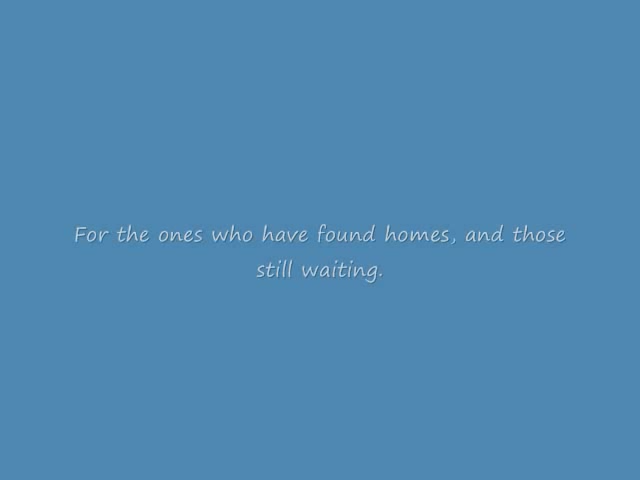 For the ones who have found homes, and those
still waiting.